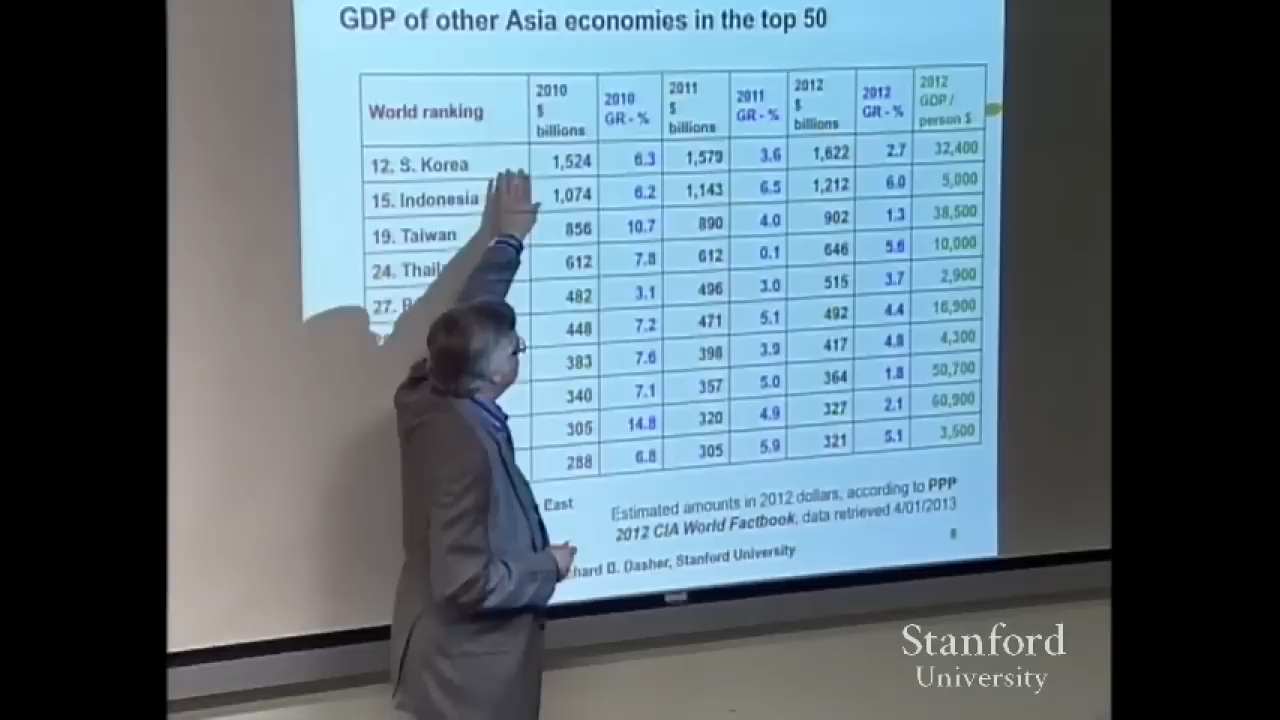 GDP of other Asia economies in the top 50
World ranking 2010 $ billions 2010 GR - % 2011 $ billions 2011 GR - % 2012 $ billions 2012 GR - % 2012 GDP / person $
12. S. Korea 1,524 6.3 1,579 3.6 1,622 2.7 32,400
15. Indonesia 1,074 6.2 1,143 6.5 1,212 6.0 5,000
19. Taiwan 856 10.7 890 4.0 902 1.3 38,500
24. Thail 612 7.8 612 0.1 646 5.6 10,000
27. 482 3.1 496 3.0 515 3.7 2,900
448 7.2 471 5.1 492 4.4 16,900
383 7.6 398 3.9 417 4.8 4,300
340 7.1 357 5.0 364 1.8 50,700
305 14.8 320 4.9 327 2.1 60,900
288 6.8 305 5.9 321 5.1 3,500
East
Estimated amounts in 2012 dollars, according to PPP
2012 CIA World Factbook, data retrieved 4/01/2013
8
hard B. Dasher, Stanford University
Stanford
University